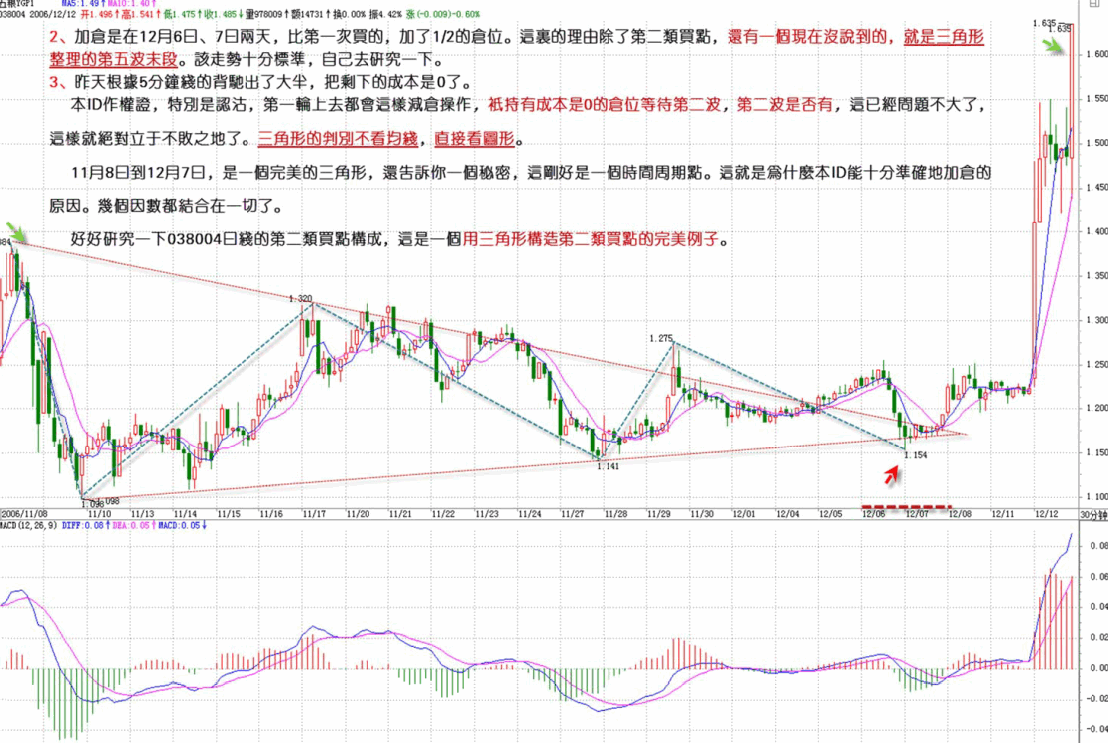 五粮YGP1 MA5:1.49↑ MA10:1.40↑
038004 2006/12/12 开1.496↑高1.541↑低1.475↑收1.485↓量978009↑额14731↑换0.00% 振4.42% 涨(-0.009)-0.60%
1.635
1.635
2、加倉是在12月6日、7日兩天，比第一次買的，加了1/2的倉位。這裏的理由除了第二類買點，還有一個現在沒說到的，就是三角形
整理的第五波末段。該走勢十分標準，自己去研究一下。
3、昨天根據5分鐘綫的背馳出了大半，把剩下的成本是0了。
本ID作權證，特別是認沽，第一輪上去都會這樣減倉操作，衹持有成本是0的倉位等待第二波，第二波是否有，這已經問題不大了，
這樣就絕對立于不敗之地了。三角形的判別不看均綫，直接看圖形。
11月8日到12月7日，是一個完美的三角形，還告訴你一個秘密，這剛好是一個時間周期點。這就是爲什麼本ID能十分準確地加倉的
原因。幾個因數都結合在一切了。
好好研究一下038004日綫的第二類買點構成，這是一個用三角形構造第二類買點的完美例子。
1.600
1.550
1.500
1.450
1.400
1.350
1.300
1.250
1.200
1.150
1.100
384
1.320
1.275
1.141
1.154
1.098
1.098
2006/11/08 11/10 11/13 11/14 11/15 11/16 11/17 11/20 11/21 11/22 11/23 11/24 11/27 11/28 11/29 11/30 12/01 12/04 12/05 12/06 12/07 12/08 12/11 12/12 30分钟
MACD(12,26,9) DIFF:0.08↑ DEA:0.05↑ MACD:0.05↓
0.08
0.06
0.04
0.02
0.00
-0.02
-0.04